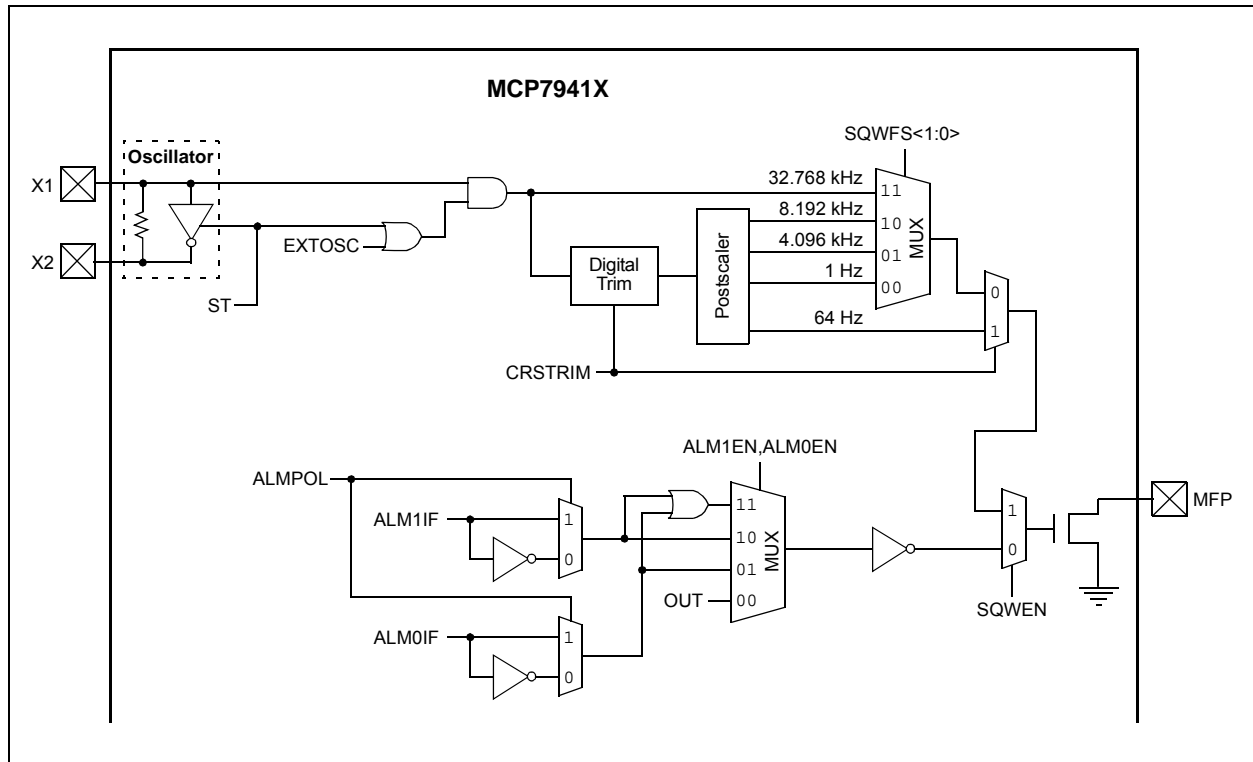 MCP7941X
SQWFS<1:0>
Oscillator
X1
X2
ST
EXTOSC
32.768 kHz
8.192 kHz
4.096 kHz
1 Hz
64 Hz
11
10
01
00
MUX
Digital
Trim
Postscaler
0
1
CRSTRIM
ALM1EN,ALM0EN
ALMPOL
ALM1IF
1
0
ALM0IF
1
0
11
10
01
00
MUX
OUT
1
0
SQWEN
MFP